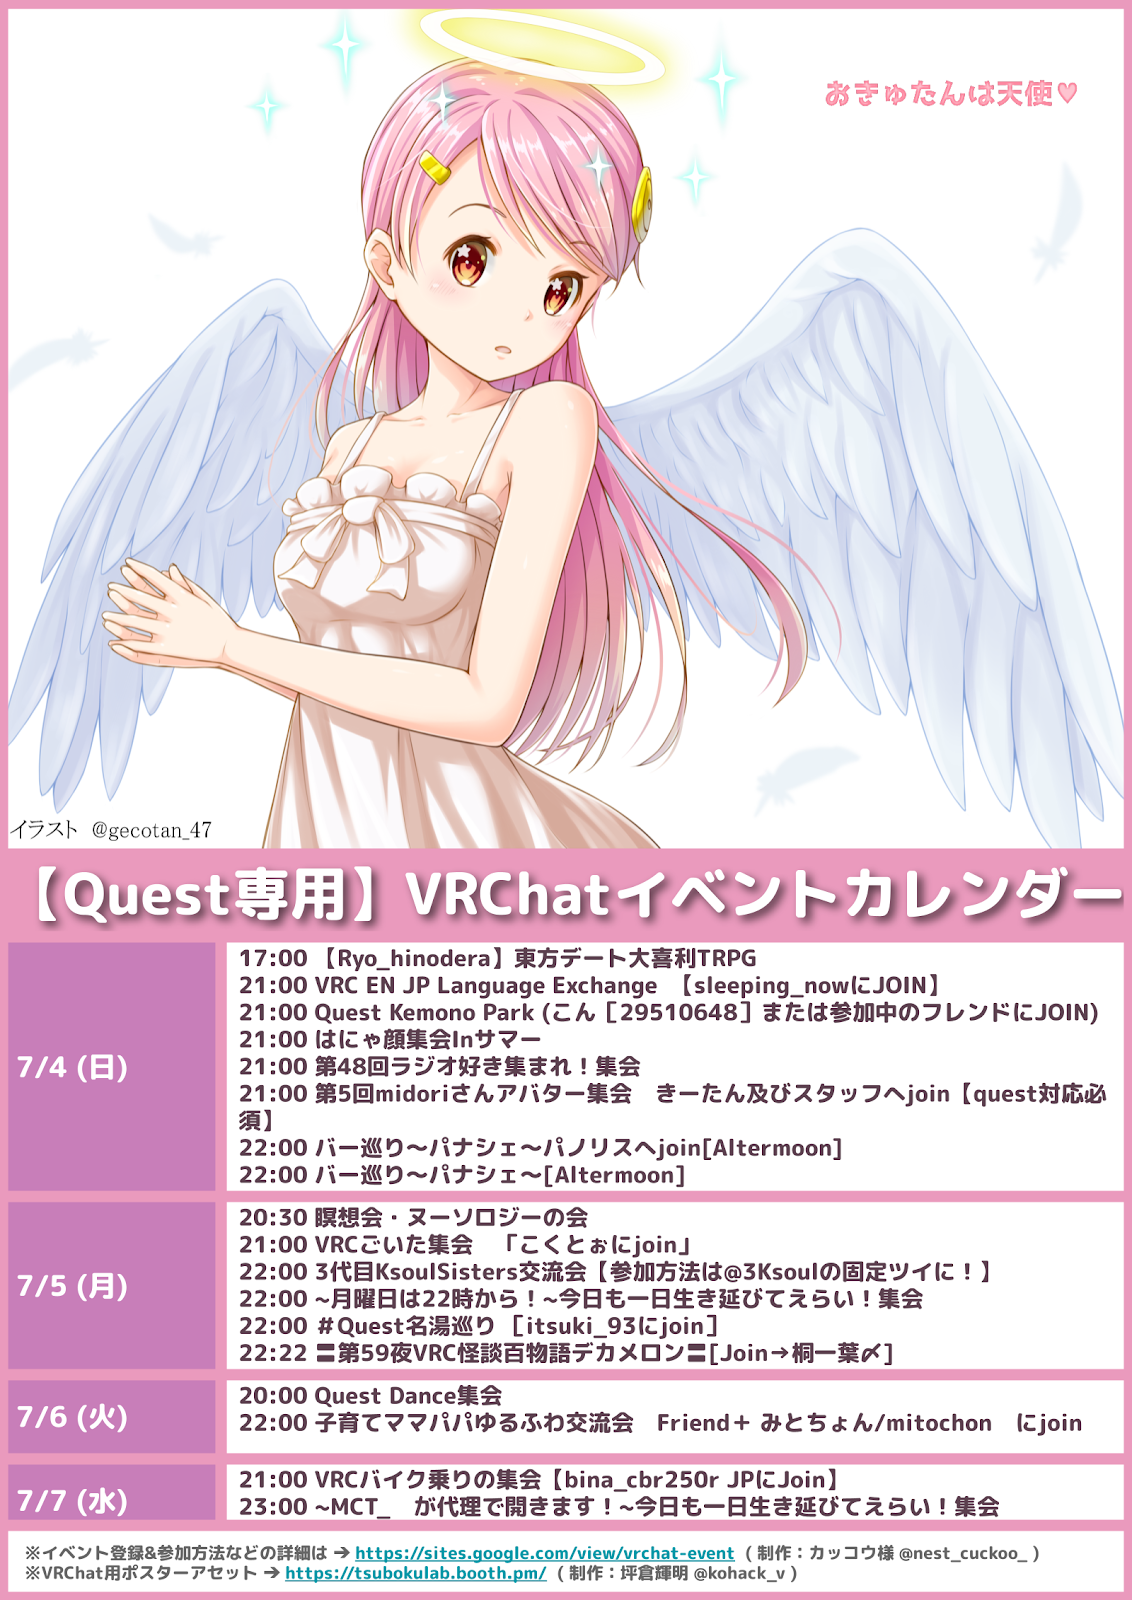 おきゅたんは天使♥
イラスト @gecotan_47
【Quest専用】VRChatイベントカレンダー
7/4 (日)
17:00 【Ryo_hinodera】東方デート大喜利TRPG
21:00 VRC EN JP Language Exchange 【sleeping_nowにJOIN】
21:00 Quest Kemono Park (こん［29510648］または参加中のフレンドにJOIN)
21:00 はにゃ顔集会Inサマー
21:00 第48回ラジオ好き集まれ！集会
21:00 第5回midoriさんアバター集会　きーたん及びスタッフへjoin【quest対応必
須】
22:00 バー巡り～パナシェ～パノリスへjoin[Altermoon]
22:00 バー巡り～パナシェ～[Altermoon]
7/5 (月)
20:30 瞑想会・ヌーソロジーの会
21:00 VRCごいた集会　「こくとぉにjoin」
22:00 3代目KsoulSisters交流会【参加方法は@3Ksoulの固定ツイに！】
22:00 ~月曜日は22時から！~今日も一日生き延びてえらい！集会
22:00 ＃Quest名湯巡り ［itsuki_93にjoin］
22:22 〓第59夜VRC怪談百物語デカメロン〓[Join→桐一葉〆]
7/6 (火)
20:00 Quest Dance集会
22:00 子育てママパパゆるふわ交流会　Friend＋ みとちょん/mitochon　にjoin
7/7 (水)
21:00 VRCバイク乗りの集会【bina_cbr250r JPにJoin】
23:00 ~MCT_　が代理で開きます！~今日も一日生き延びてえらい！集会
※イベント登録&参加方法などの詳細は → https://sites.google.com/view/vrchat-event ( 制作：カッコウ様 @nest_cuckoo_ )
※VRChat用ポスターアセット → https://tsubokulab.booth.pm/ ( 制作：坪倉輝明 @kohack_v )